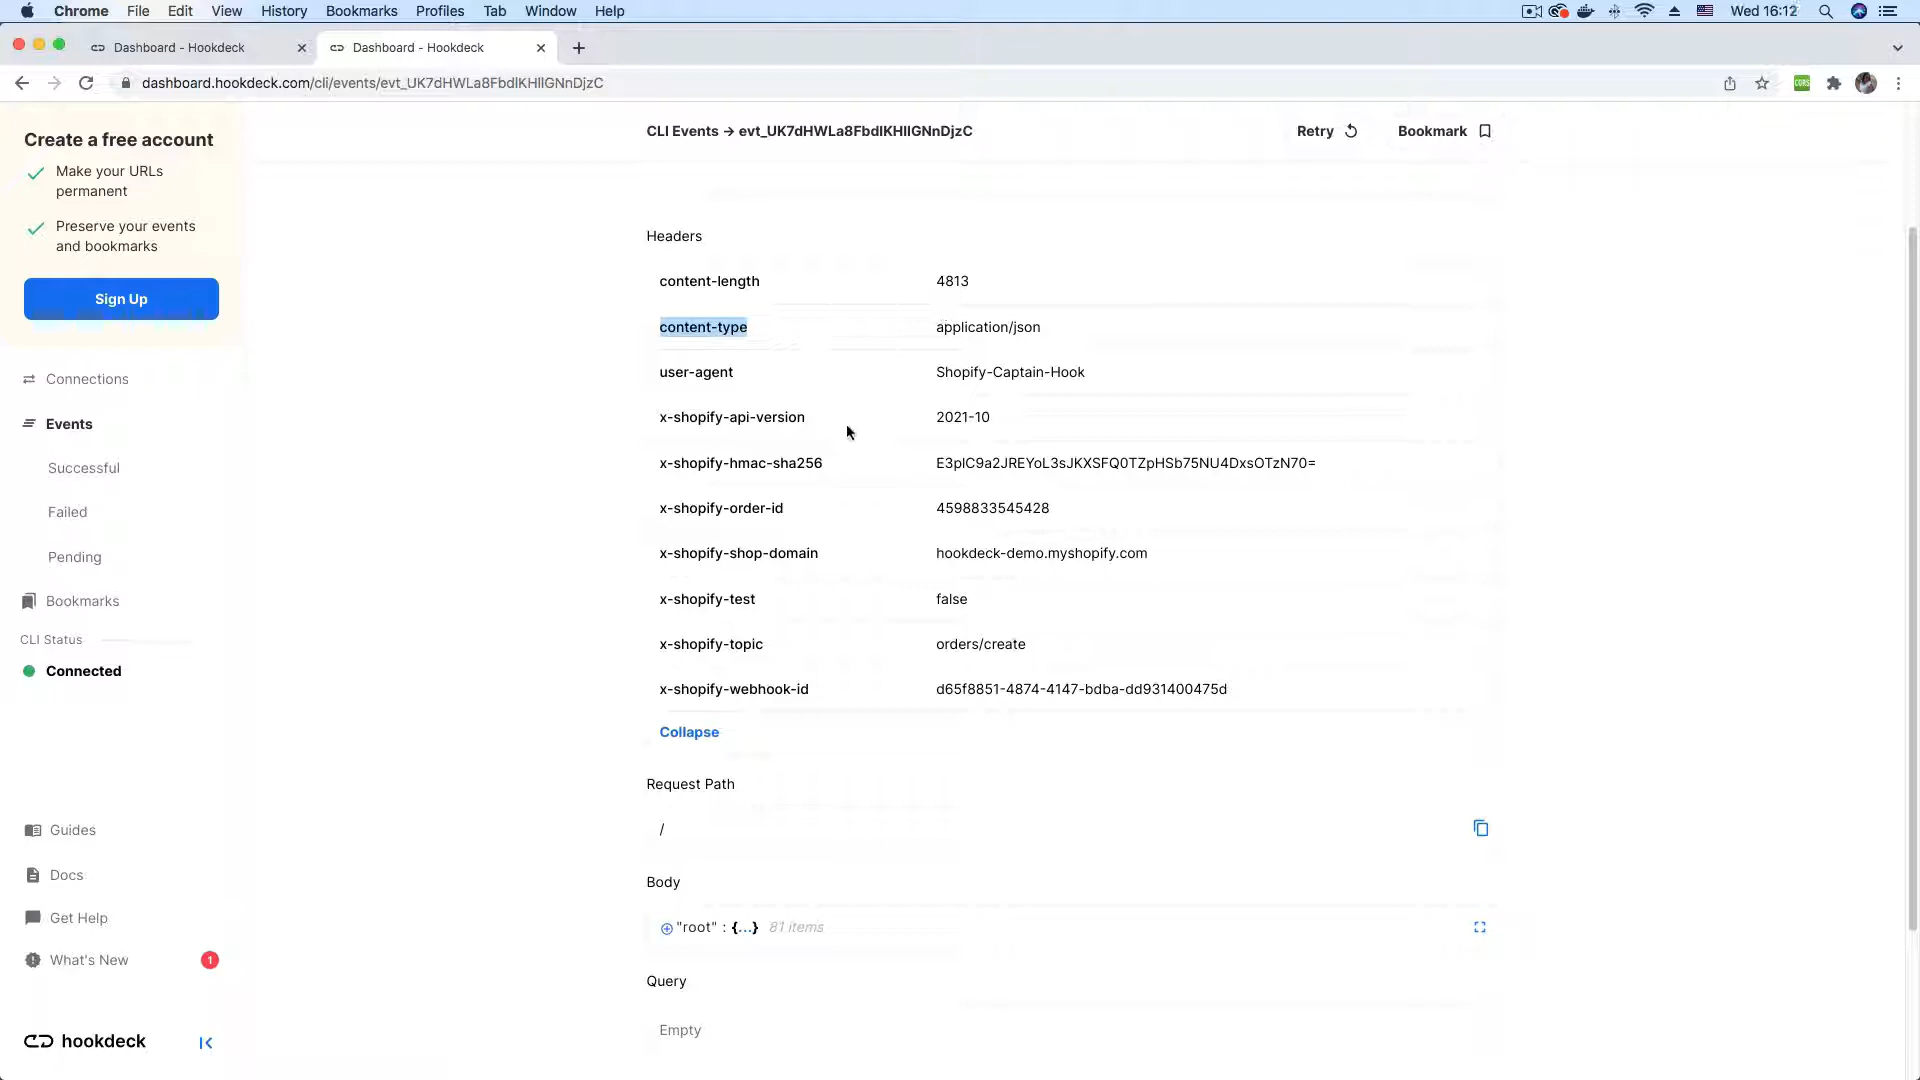 Chrome File Edit View History Bookmarks Profiles Tab Window Help Wed 16:12
Dashboard - Hookdeck Dashboard - Hookdeck
dashboard.hookdeck.com/cli/events/evt_UK7dHWLa8FbdIKHlIGNnDjzC
CORS
Create a free account
Make your URLs
permanent
Preserve your events
and bookmarks
Sign Up
Connections
Events
Successful
Failed
Pending
Bookmarks
CLI Status
Connected
Guides
Docs
Get Help
What's New 1
hookdeck
CLI Events → evt_UK7dHWLa8FbdIKHlIGNnDjzC Retry Bookmark
Headers
content-length 4813
content-type application/json
user-agent Shopify-Captain-Hook
x-shopify-api-version 2021-10
x-shopify-hmac-sha256 E3plC9a2JREYoL3sJKXSFQ0TZpHSb75NU4DxsOTzN70=
x-shopify-order-id 4598833545428
x-shopify-shop-domain hookdeck-demo.myshopify.com
x-shopify-test false
x-shopify-topic orders/create
x-shopify-webhook-id d65f8851-4874-4147-bdba-dd931400475d
Collapse
Request Path
/
Body
"root" : {...} 81 items
Query
Empty